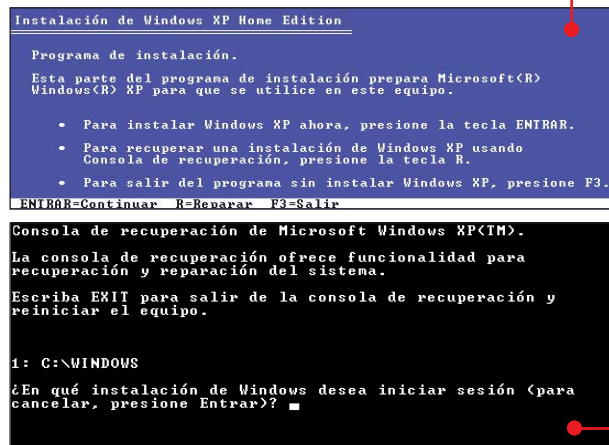 Instalación de Windows XP Home Edition
Programa de instalación.
Esta parte del programa de instalación prepara Microsoft(R)
Windows(R) XP para que se utilice en este equipo.
• Para instalar Windows XP ahora, presione la tecla ENTRAR.
• Para recuperar una instalación de Windows XP usando
Consola de recuperación, presione la tecla R.
• Para salir del programa sin instalar Windows XP, presione F3.
ENTRAR=Continuar R=Reparar F3=Salir
Consola de recuperación de Microsoft Windows XP(TM).
La consola de recuperación ofrece funcionalidad para
recuperación y reparación del sistema.
Escriba EXIT para salir de la consola de recuperación y
reiniciar el equipo.
1: C:\WINDOWS
¿En qué instalación de Windows desea iniciar sesión (para
cancelar, presione Entrar)?